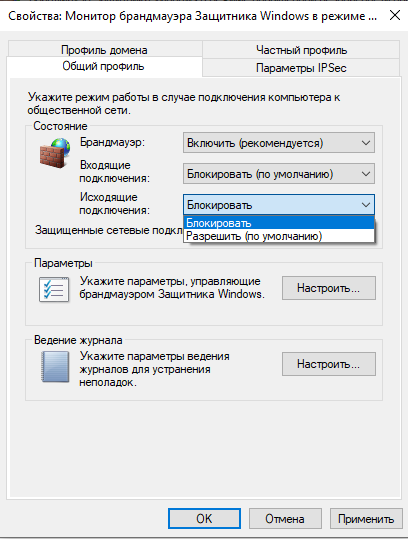 Свойства: Монитор брандмауэра Защитника Windows в режиме ...
Профиль домена
Частный профиль
Общий профиль
Параметры IPSec
Укажите режим работы в случае подключения компьютера к
общественной сети.
Состояние
Брандмауэр:
Включить (рекомендуется)
Входящие
подключения:
Блокировать (по умолчанию)
Исходящие
подключения:
Блокировать
Блокировать
Разрешить (по умолчанию)
Защищенные сетевые подкл
Параметры
Укажите параметры, управляющие
брандмауэром Защитника Windows.
Настроить...
Ведение журнала
Укажите параметры ведения
журналов для устранения
неполадок.
Настроить...
OK
Отмена
Применить